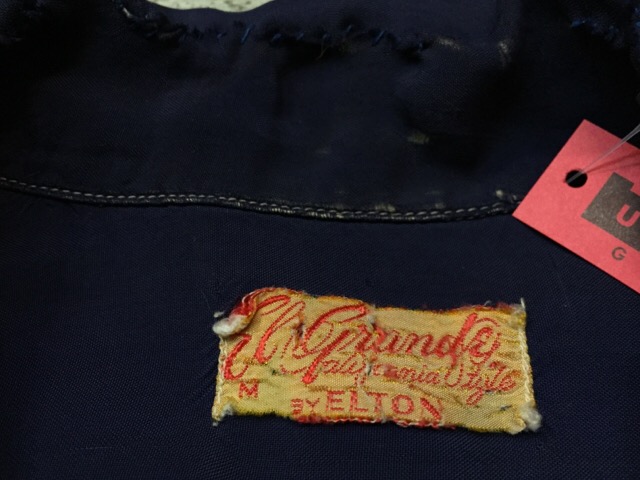 El Grande
California Style
M
BY ELTON
U
G